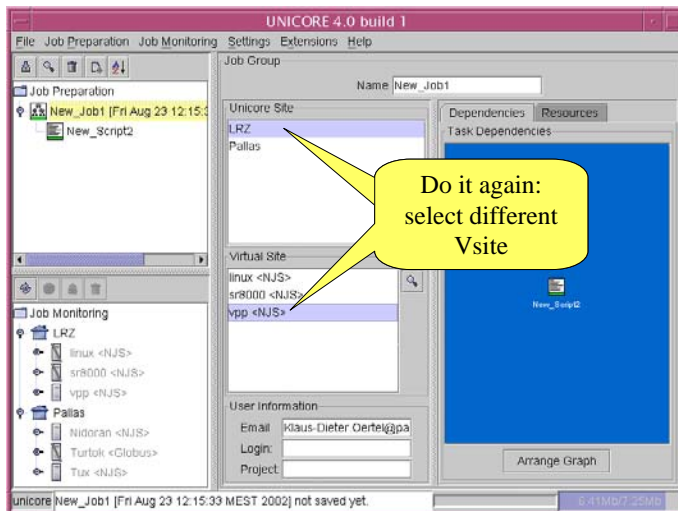 UNICORE 4.0 build 1
File Job Preparation Job Monitoring Settings Extensions Help
Job Preparation
New_Job1 [Fri Aug 23 12:15:3
New_Script2
Job Group
Name New_Job1
Unicore Site
LRZ
Pallas
Dependencies Resources
Task Dependencies
Do it again:
select different
Vsite
New_Script2
Virtual Site
linux <NJS>
sr8000 <NJS>
vpp <NJS>
Job Monitoring
LRZ
linux <NJS>
sr8000 <NJS>
vpp <NJS>
Pallas
Nidoran <NJS>
Turtok <Globus>
Tux <NJS>
User Information
Email Klaus-Dieter Oertel@pa
Login:
Project:
Arrange Graph
unicore New_Job1 [Fri Aug 23 12:15:33 MEST 2002] not saved yet.
6.41Mb/7.25Mb